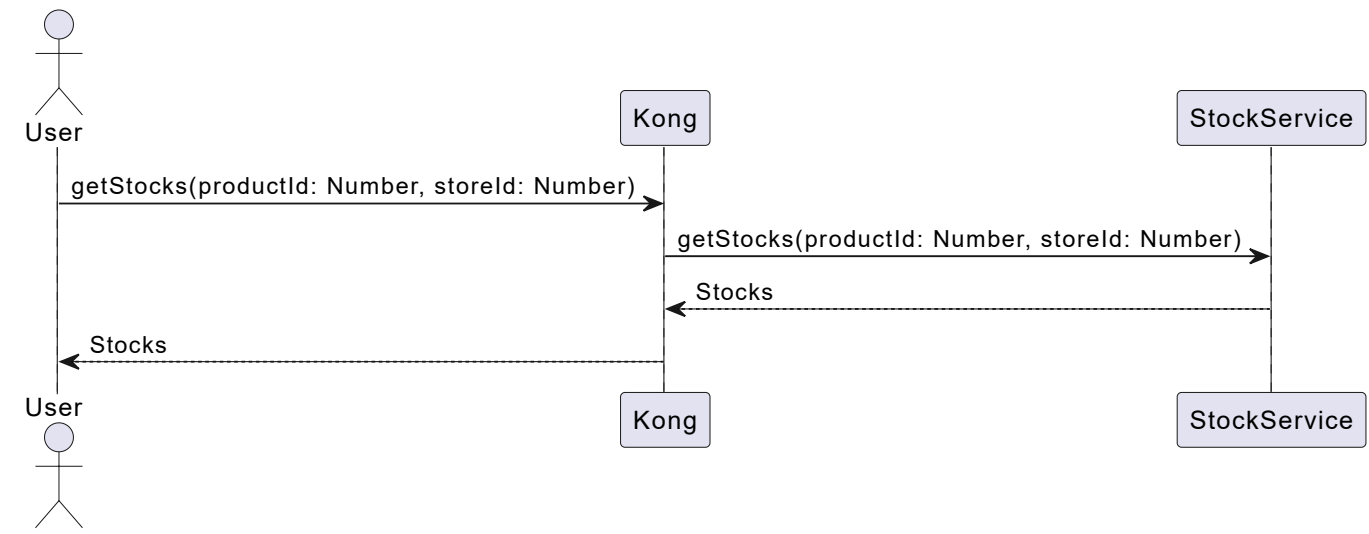 User
Kong
StockService
getStocks(productId: Number, storeId: Number)
getStocks(productId: Number, storeId: Number)
Stocks
Stocks
User
Kong
StockService